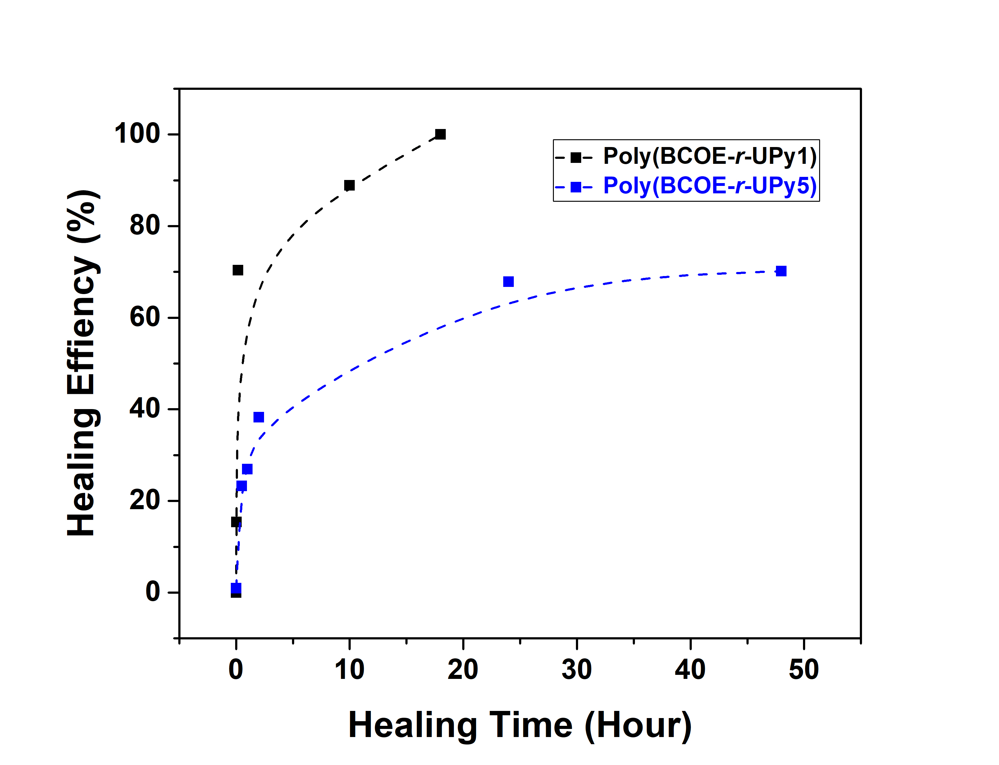 Healing Effiency (%)
100
80
60
40
20
0
Poly(BCOE-r-UPy1)
Poly(BCOE-r-UPy5)
0 10 20 30 40 50
Healing Time (Hour)